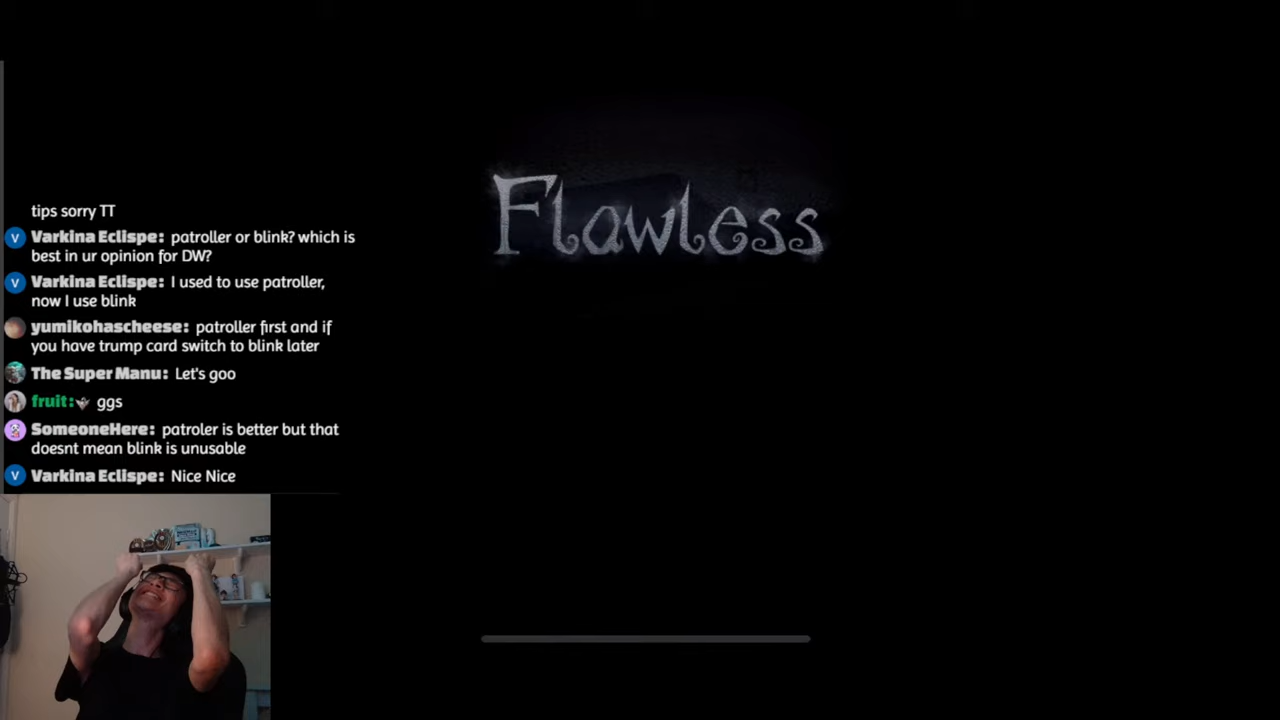 Flawless
tips sorry TT
V Varkina Eclispe: patroller or blink? which is
best in ur opinion for DW?
V Varkina Eclispe: I used to use patroller,
now I use blink
yumikohascheese: patroller first and if
you have trump card switch to blink later
The Super Manu: Let's goo
fruit: ggs
SomeoneHere: patroler is better but that
doesnt mean blink is unusable
V Varkina Eclispe: Nice Nice